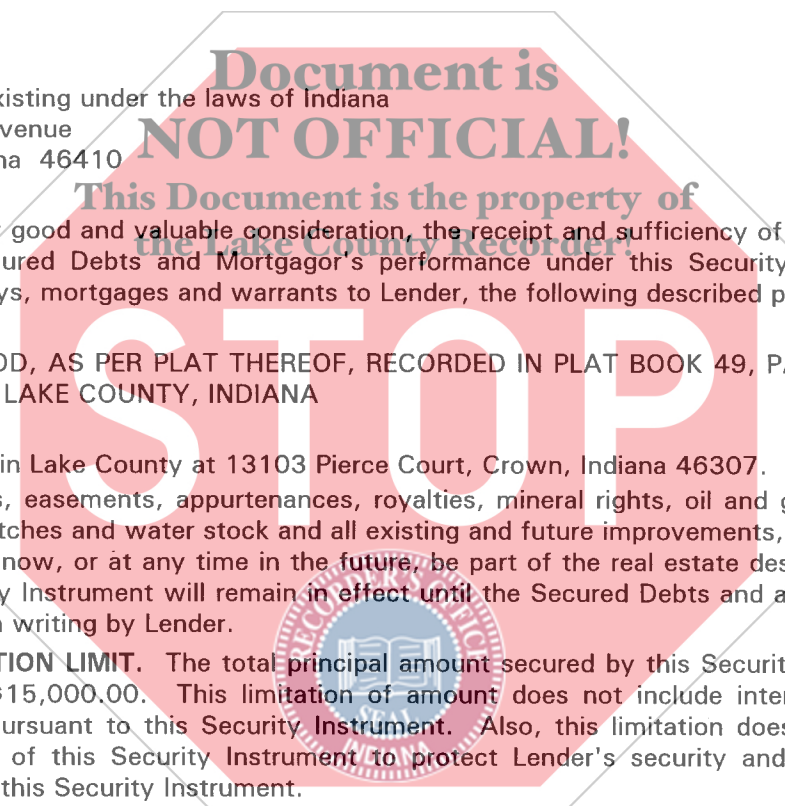 Document is
xisting under the laws of Indiana
venue
NOT OFFICIAL!
na 46410
This Document is the property of
good and valuable consideration, the receipt and sufficiency of
the Lake County Recorder!
ured Debts and Mortgagor's performance under this Security
ys, mortgages and warrants to Lender, the following described p
STOP
OD, AS PER PLAT THEREOF, RECORDED IN PLAT BOOK 49, PA
LAKE COUNTY, INDIANA
in Lake County at 13103 Pierce Court, Crown, Indiana 46307.
s, easements, appurtenances, royalties, mineral rights, oil and g
tches and water stock and all existing and future improvements,
now, or at any time in the future, be part of the real estate des
y Instrument will remain in effect until the Secured Debts and a
n writing by Lender.
RECORDER'S OFFICE
TION LIMIT. The total principal amount secured by this Securit
$15,000.00. This limitation of amount does not include inter
ursuant to this Security Instrument. Also, this limitation does
SEAL
of this Security Instrument to protect Lender's security and
INDIANA
this Security Instrument.